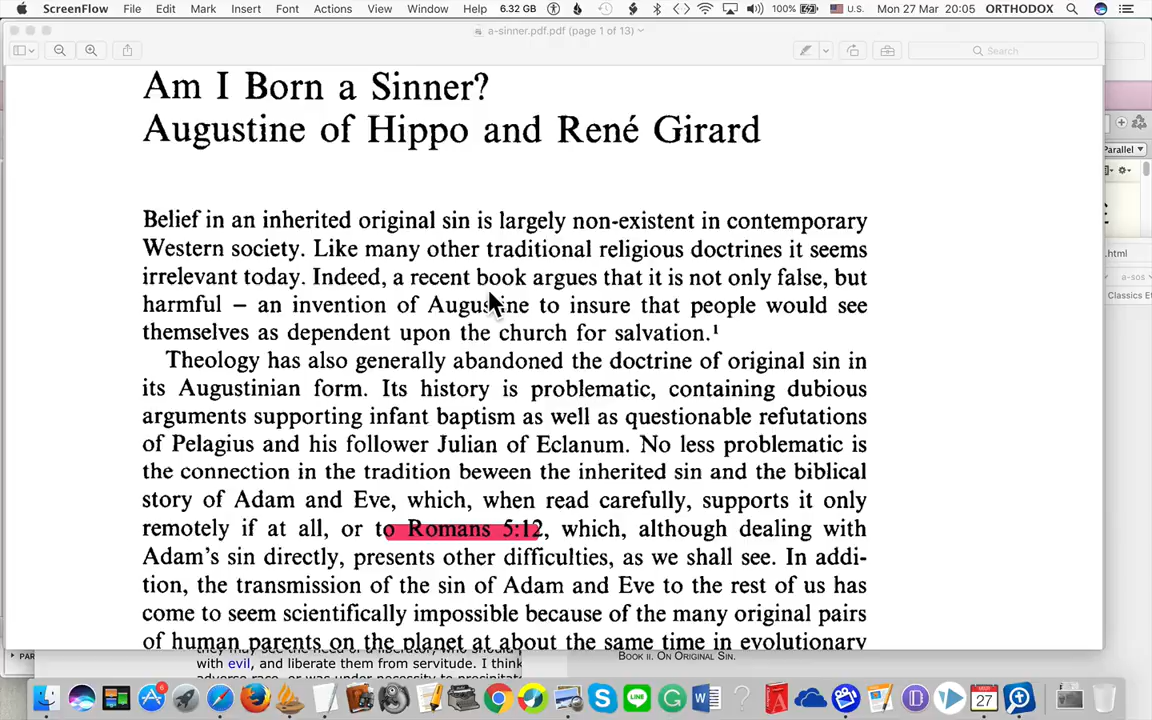 ScreenFlow File Edit Mark Insert Font Actions View Window Help 6.32 GB 100% U.S. Mon 27 Mar 20:05 ORTHODOX
a-sinner.pdf.pdf (page 1 of 13)
Search
Am I Born a Sinner?
Augustine of Hippo and René Girard
Parallel
Belief in an inherited original sin is largely non-existent in contemporary
Western society. Like many other traditional religious doctrines it seems
.html
irrelevant today. Indeed, a recent book argues that it is not only false, but
a-sos
harmful – an invention of Augustine to insure that people would see
Classics Et
themselves as dependent upon the church for salvation.¹
Theology has also generally abandoned the doctrine of original sin in
its Augustinian form. Its history is problematic, containing dubious
arguments supporting infant baptism as well as questionable refutations
of Pelagius and his follower Julian of Eclanum. No less problematic is
the connection in the tradition beween the inherited sin and the biblical
story of Adam and Eve, which, when read carefully, supports it only
remotely if at all, or to Romans 5:12, which, although dealing with
Adam's sin directly, presents other difficulties, as we shall see. In addi-
tion, the transmission of the sin of Adam and Eve to the rest of us has
come to seem scientifically impossible because of the many original pairs
of human parents on the planet at about the same time in evolutionary
PAR
Book ii. On Original Sin.
with evil, and liberate them from servitude. I think
6
LINE
27